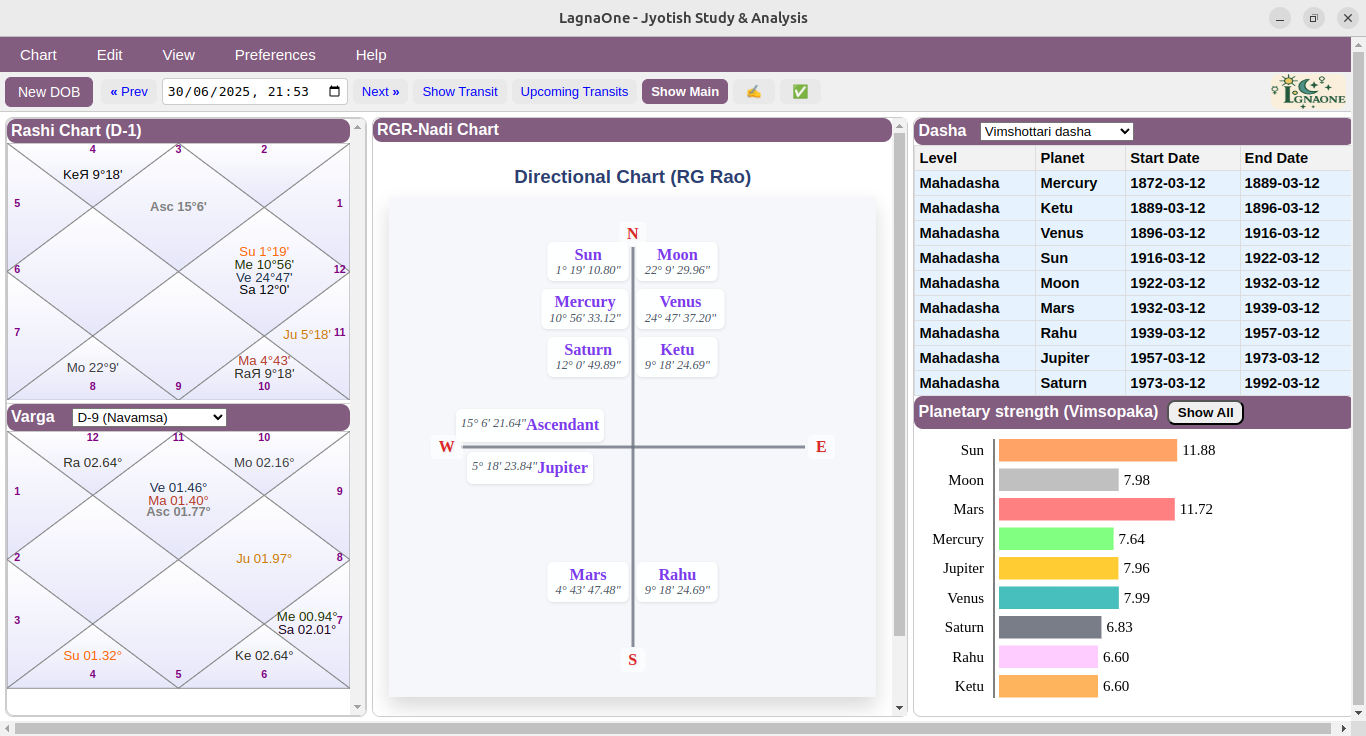 LagnaOne - Jyotish Study & Analysis
Chart Edit View Preferences Help
New DOB « Prev 30/06/2025, 21:53 Next » Show Transit Upcoming Transits Show Main LGNAONE
Rashi Chart (D-1)
4 3 2
KeЯ 9°18'
5 Asc 15°6' 1
Su 1°19'
Me 10°56'
6 12
Ve 24°47'
Sa 12°0'
7 Ju 5°18' 11
Ma 4°43'
Mo 22°9' RaЯ 9°18'
8 9 10
Varga D-9 (Navamsa)
12 11 10
Ra 02.64° Mo 02.16°
1 Ve 01.46° 9
Ma 01.40°
Asc 01.77°
2 Ju 01.97° 8
3 Me 00.94° 7
Sa 02.01°
Su 01.32° Ke 02.64°
4 5 6
RGR-Nadi Chart
Directional Chart (RG Rao)
N
Sun Moon
1° 19' 10.80" 22° 9' 29.96"
Mercury Venus
10° 56' 33.12" 24° 47' 37.20"
Saturn Ketu
12° 0' 49.89" 9° 18' 24.69"
15° 6' 21.64" Ascendant
W E
5° 18' 23.84" Jupiter
Mars Rahu
4° 43' 47.48" 9° 18' 24.69"
S
Dasha Vimshottari dasha
Level Planet Start Date End Date
Mahadasha Mercury 1872-03-12 1889-03-12
Mahadasha Ketu 1889-03-12 1896-03-12
Mahadasha Venus 1896-03-12 1916-03-12
Mahadasha Sun 1916-03-12 1922-03-12
Mahadasha Moon 1922-03-12 1932-03-12
Mahadasha Mars 1932-03-12 1939-03-12
Mahadasha Rahu 1939-03-12 1957-03-12
Mahadasha Jupiter 1957-03-12 1973-03-12
Mahadasha Saturn 1973-03-12 1992-03-12
Planetary strength (Vimsopaka) Show All
Sun 11.88
Moon 7.98
Mars 11.72
Mercury 7.64
Jupiter 7.96
Venus 7.99
Saturn 6.83
Rahu 6.60
Ketu 6.60